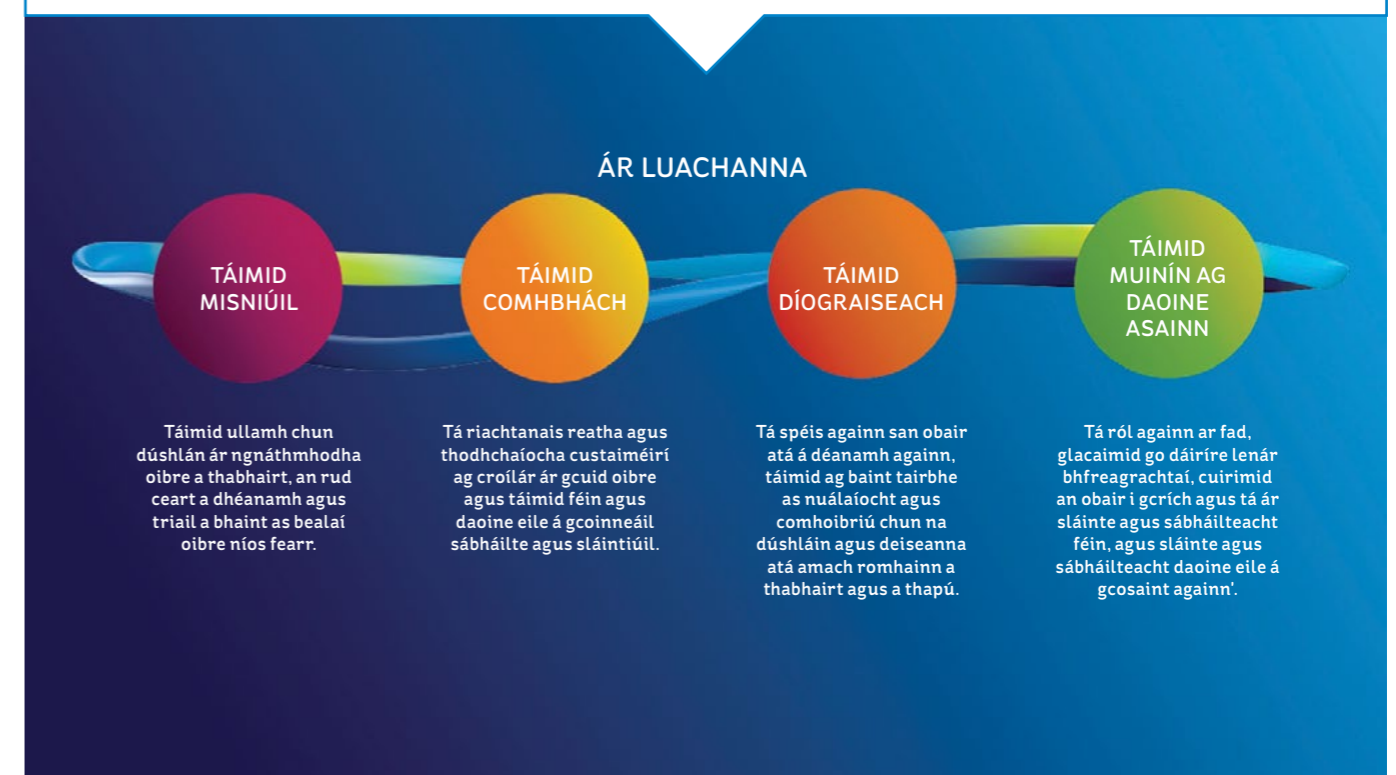 ÁR LUACHANNA
TÁIMID
MISNIÚIL
Táimid ullamh chun
dúshlán ár ngnáthmhodha
oibre a thabhairt, an rud
ceart a dhéanamh agus
triail a bhaint as bealaí
oibre níos fearr.
TÁIMID
COMHBHÁCH
Tá riachtanais reatha agus
thodhchaíocha custaiméirí
ag croílár ár gcuid oibre
agus táimid féin agus
daoine eile á gcoinneáil
sábháilte agus sláintiúil.
TÁIMID
DÍOGRAISEACH
Tá spéis againn san obair
atá á déanamh againn,
táimid ag baint tairbhe
as nuálaíocht agus
comhoibriú chun na
dúshláin agus deiseanna
atá amach romhainn a
thabhairt agus a thapú.
TÁIMID
MUINÍN AG
DAOINE
ASAINN
Tá ról againn ar fad,
glacaimid go dáiríre lenár
bhfreagrachtaí, cuirimid
an obair i gcrích agus tá ár
sláinte agus sábháilteacht
féin, agus sláinte agus
sábháilteacht daoine eile á
gcosaint againn'.